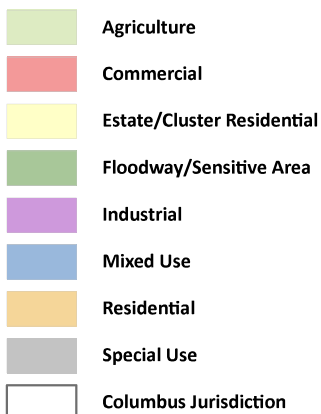 Agriculture
Commercial
Estate/Cluster Residential
Floodway/Sensitive Area
Industrial
Mixed Use
Residential
Special Use
Columbus Jurisdiction